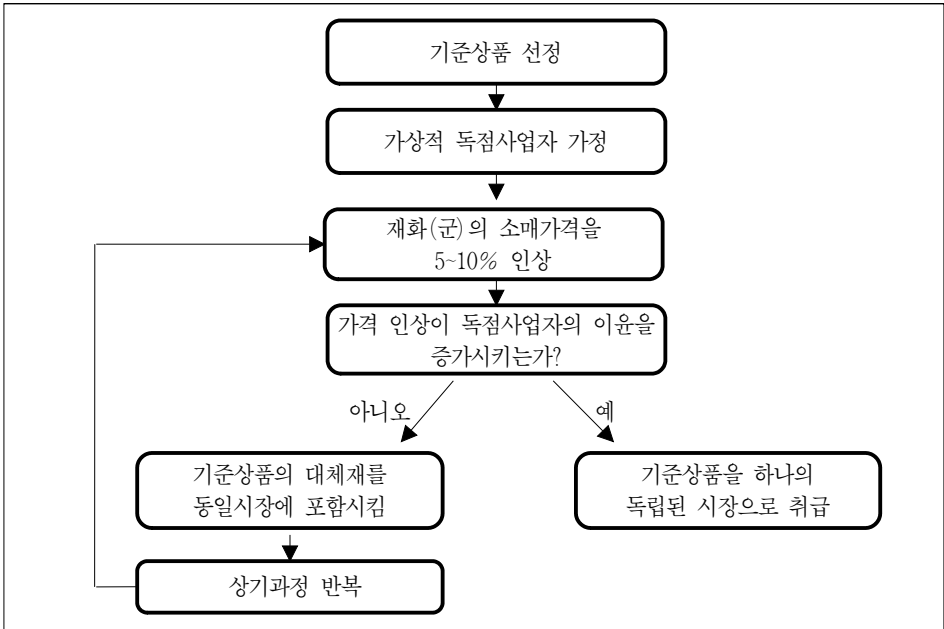 기준상품 선정
가상적 독점사업자 가정
재화(군)의 소매가격을
5~10% 인상
가격 인상이 독점사업자의 이윤을
증가시키는가?
아니오
예
기준상품의 대체재를
동일시장에 포함시킴
기준상품을 하나의
독립된 시장으로 취급
상기과정 반복